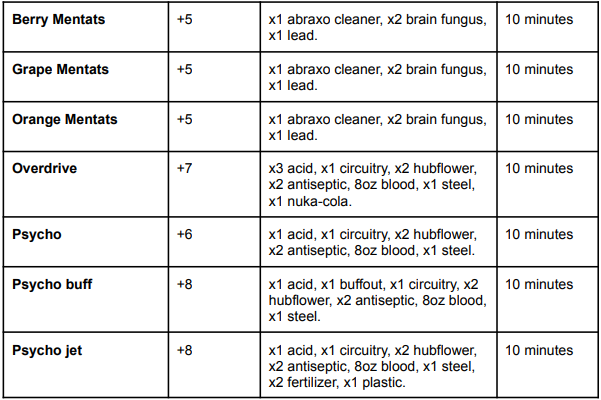 Berry Mentats +5 x1 abraxo cleaner, x2 brain fungus, 10 minutes
x1 lead.
Grape Mentats +5 x1 abraxo cleaner, x2 brain fungus, 10 minutes
x1 lead.
Orange Mentats +5 x1 abraxo cleaner, x2 brain fungus, 10 minutes
x1 lead.
Overdrive +7 x3 acid, x1 circuitry, x2 hubflower, 10 minutes
x2 antiseptic, 8oz blood, x1 steel,
x1 nuka-cola.
Psycho +6 x1 acid, x1 circuitry, x2 hubflower, 10 minutes
x2 antiseptic, 8oz blood, x1 steel.
Psycho buff +8 x1 acid, x1 buffout, x1 circuitry, x2 10 minutes
hubflower, x2 antiseptic, 8oz blood,
x1 steel.
Psycho jet +8 x1 acid, x1 circuitry, x2 hubflower, 10 minutes
x2 antiseptic, 8oz blood, x1 steel,
x2 fertilizer, x1 plastic.